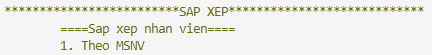 *************************SAP XEP****************************
====Sap xep nhan vien====
1. Theo MSNV